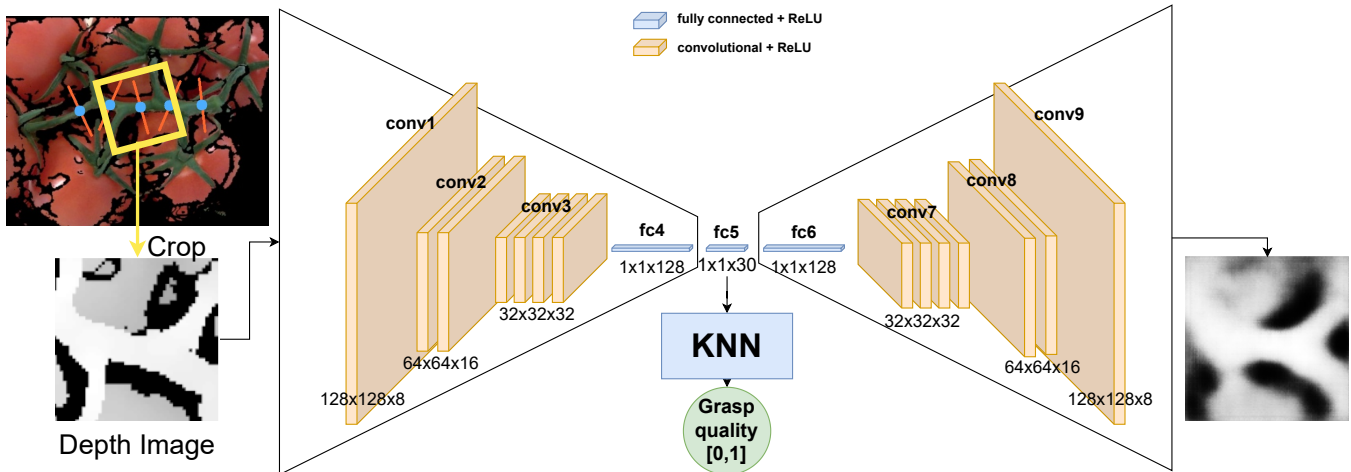 fully connected + ReLU
convolutional + ReLU
Crop
Depth Image
conv1
conv2
conv3
128x128x8
64x64x16
32x32x32
fc4
1x1x128
fc5
1x1x30
fc6
1x1x128
KNN
Grasp
quality
[0,1]
conv7
conv8
conv9
32x32x32
64x64x16
128x128x8